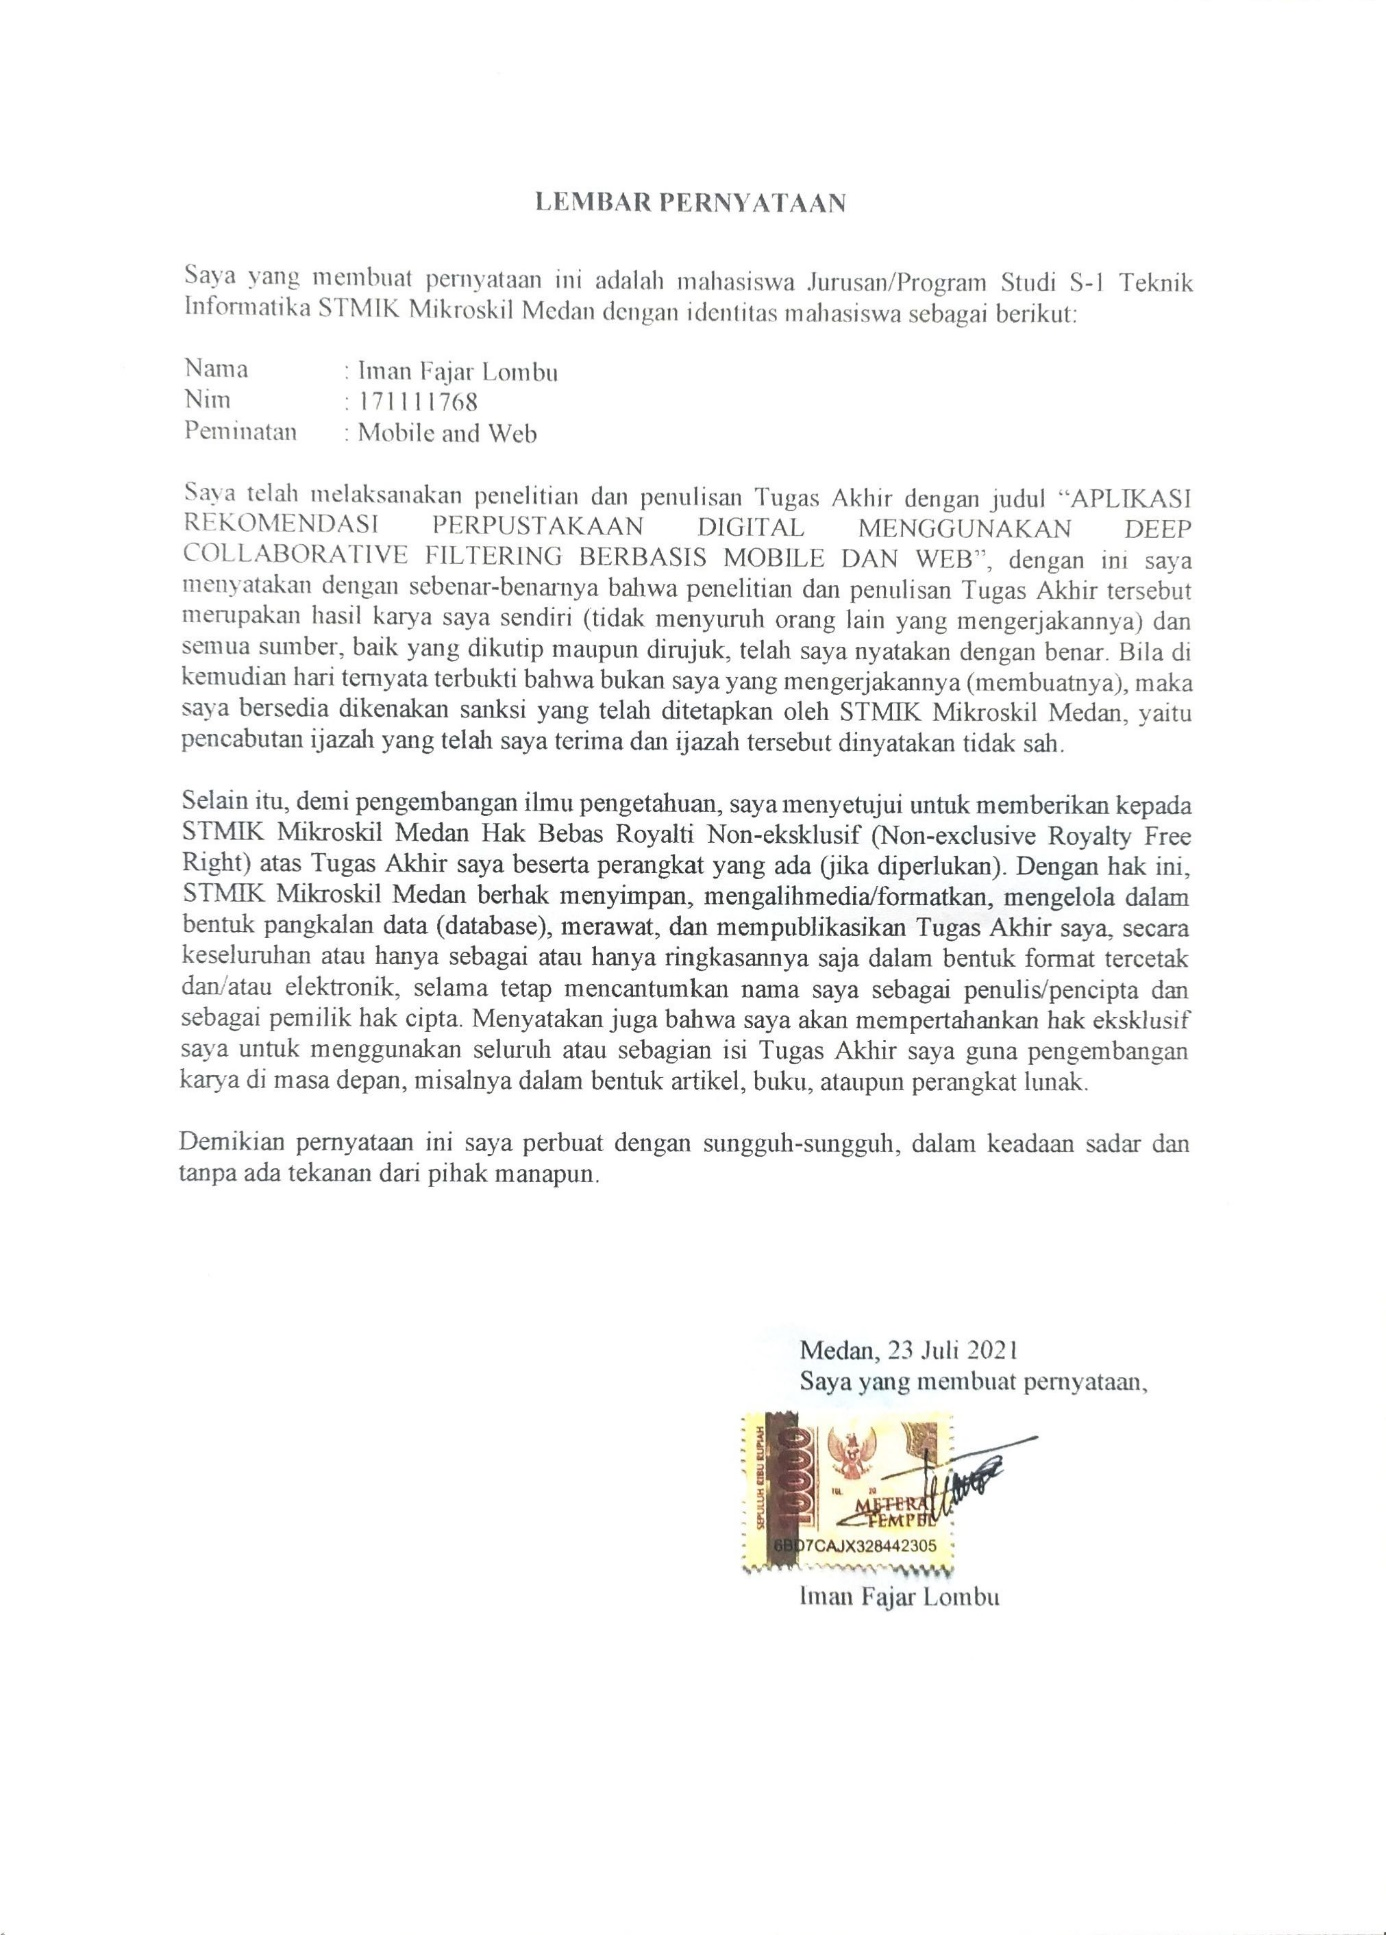 LEMBAR PERNYATAAN
Saya yang membuat pernyataan ini adalah mahasiswa Jurusan/Program Studi S-1 Teknik
Informatika STMIK Mikroskil Medan dengan identitas mahasiswa sebagai berikut:
Nama : Iman Fajar Lombu
Nim : 171111768
Peminatan : Mobile and Web
Saya telah melaksanakan penelitian dan penulisan Tugas Akhir dengan judul “APLIKASI
REKOMENDASI PERPUSTAKAAN DIGITAL MENGGUNAKAN DEEP
COLLABORATIVE FILTERING BERBASIS MOBILE DAN WEB”, dengan ini saya
menyatakan dengan sebenar-benarnya bahwa penelitian dan penulisan Tugas Akhir tersebut
merupakan hasil karya saya sendiri (tidak menyuruh orang lain yang mengerjakannya) dan
semua sumber, baik yang dikutip maupun dirujuk, telah saya nyatakan dengan benar. Bila di
kemudian hari ternyata terbukti bahwa bukan saya yang mengerjakannya (membuatnya), maka
saya bersedia dikenakan sanksi yang telah ditetapkan oleh STMIK Mikroskil Medan, yaitu
pencabutan ijazah yang telah saya terima dan ijazah tersebut dinyatakan tidak sah.
Selain itu, demi pengembangan ilmu pengetahuan, saya menyetujui untuk memberikan kepada
STMIK Mikroskil Medan Hak Bebas Royalti Non-eksklusif (Non-exclusive Royalty Free
Right) atas Tugas Akhir saya beserta perangkat yang ada (jika diperlukan). Dengan hak ini,
STMIK Mikroskil Medan berhak menyimpan, mengalihmedia/formatkan, mengelola dalam
bentuk pangkalan data (database), merawat, dan mempublikasikan Tugas Akhir saya, secara
keseluruhan atau hanya sebagai atau hanya ringkasannya saja dalam bentuk format tercetak
dan/atau elektronik, selama tetap mencantumkan nama saya sebagai penulis/pencipta dan
sebagai pemilik hak cipta. Menyatakan juga bahwa saya akan mempertahankan hak eksklusif
saya untuk menggunakan seluruh atau sebagian isi Tugas Akhir saya guna pengembangan
karya di masa depan, misalnya dalam bentuk artikel, buku, ataupun perangkat lunak.
Demikian pernyataan ini saya perbuat dengan sungguh-sungguh, dalam keadaan sadar dan
tanpa ada tekanan dari pihak manapun.
Medan, 23 Juli 2021
Saya yang membuat pernyataan,
SEPULUH RIBU RUPIAH
10000
TGL. 20
METERAI
TEMPEL
6BD7CAJX328442305
Iman Fajar Lombu